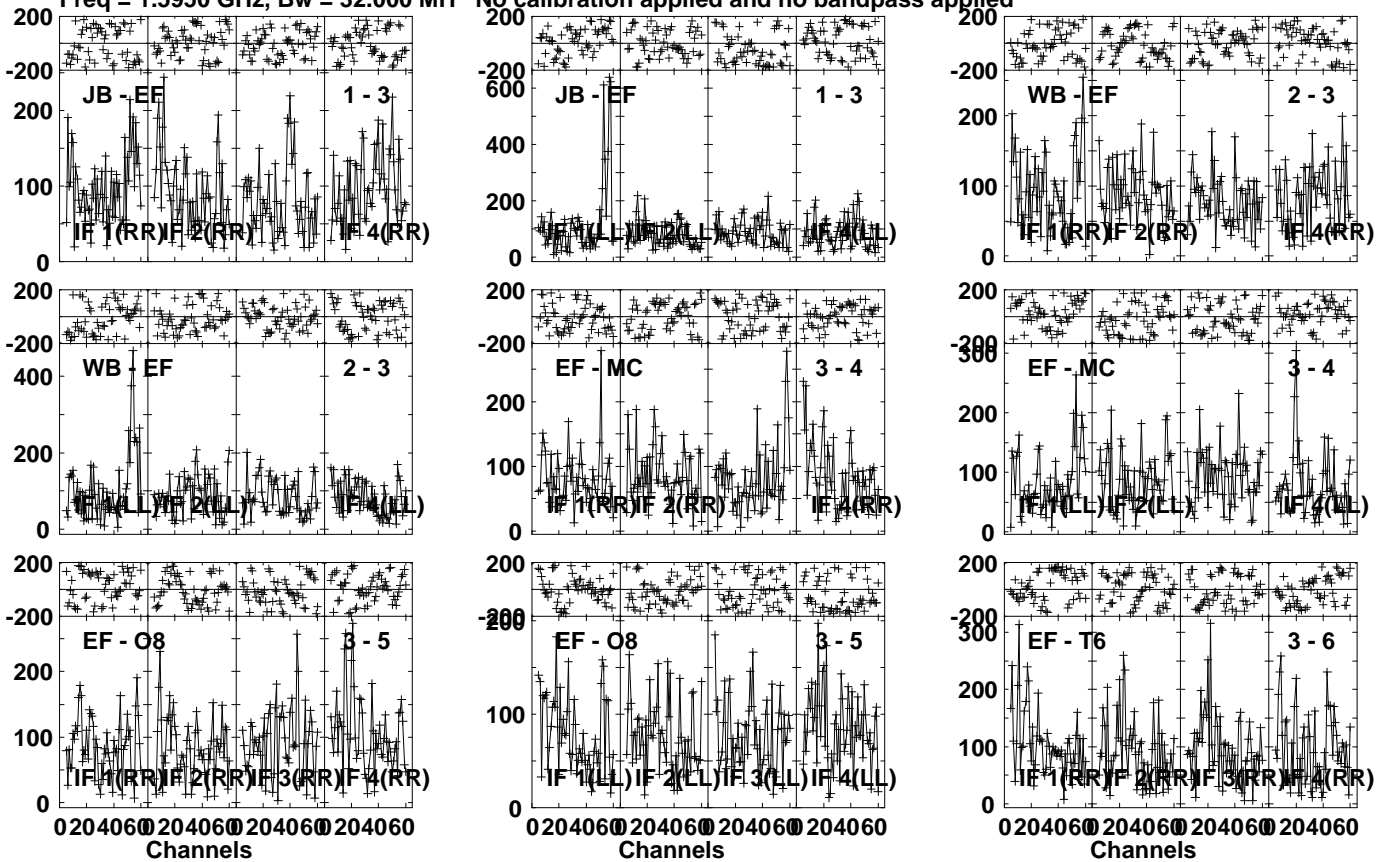 Freq = 1.5950 GHz, Bw = 32.000 MH No calibration applied and no bandpass applied
200
-200
JB - EF 1 - 3
200
100
0
IF 1(RR) IF 2(RR) IF 4(RR)
200
-200
JB - EF 1 - 3
600
400
200
0
IF 1(LL) IF 2(LL) IF 4(LL)
200
-200
WB - EF 2 - 3
200
100
0
IF 1(RR) IF 2(RR) IF 4(RR)
200
-200
WB - EF 2 - 3
400
200
0
IF 1(LL) IF 2(LL) IF 4(LL)
200
-200
EF - MC 3 - 4
200
100
0
IF 1(RR) IF 2(RR) IF 4(RR)
200
-200
300
EF - MC 3 - 4
200
100
0
IF 1(LL) IF 2(LL) IF 4(LL)
200
-200
EF - O8 3 - 5
200
100
0
IF 1(RR) IF 2(RR) IF 3(RR) IF 4(RR)
0 20 40 60 0 20 40 60 0 20 40 60 0 20 40 60
Channels
200
-200
200
EF - O8 3 - 5
100
0
IF 1(LL) IF 2(LL) IF 3(LL) IF 4(LL)
0 20 40 60 0 20 40 60 0 20 40 60 0 20 40 60
Channels
200
-200
EF - T6 3 - 6
300
200
100
0
IF 1(RR) IF 2(RR) IF 3(RR) IF 4(RR)
0 20 40 60 0 20 40 60 0 20 40 60 0 20 40 60
Channels